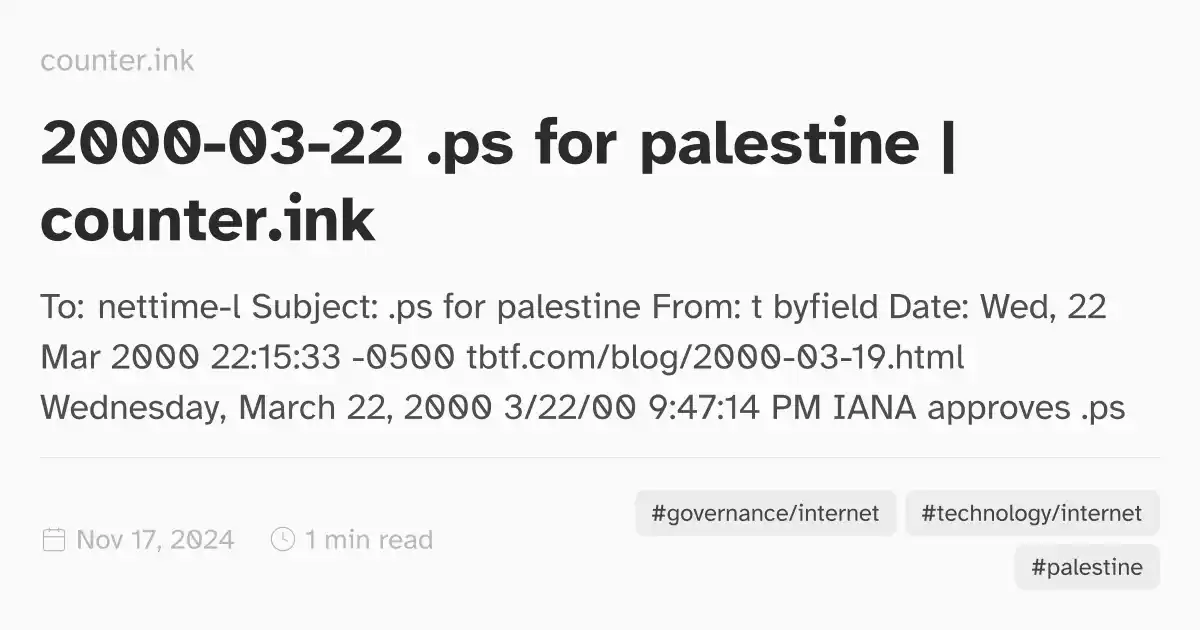 counter.ink
2000-03-22 .ps for palestine |
counter.ink
To: nettime-l Subject: .ps for palestine From: t byfield Date: Wed, 22
Mar 2000 22:15:33 -0500 tbtf.com/blog/2000-03-19.html
Wednesday, March 22, 2000 3/22/00 9:47:14 PM IANA approves .ps
#governance/internet #technology/internet
Nov 17, 2024 1 min read
#palestine